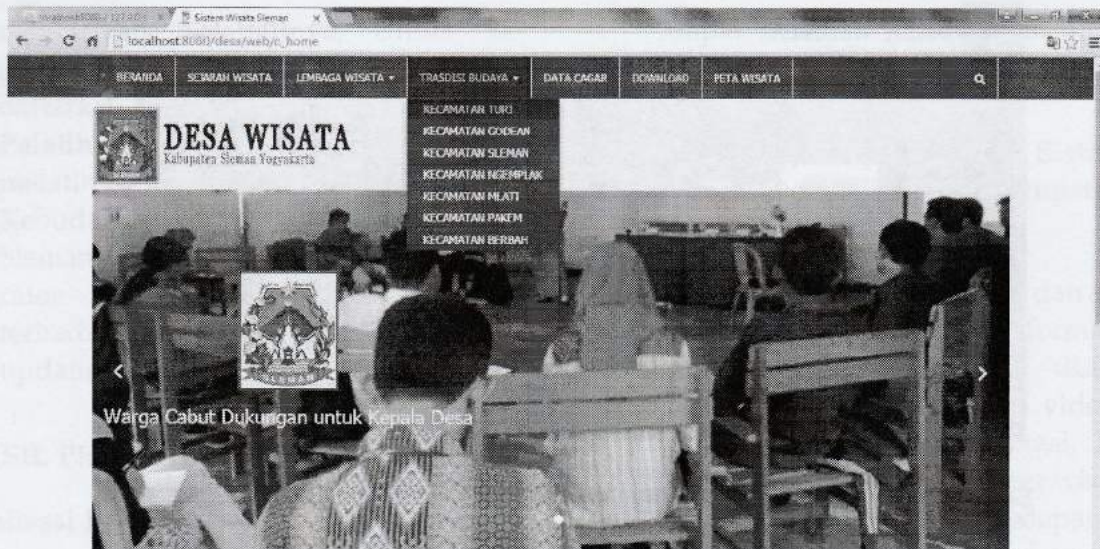 Sistem Wisata Sleman
localhost:8080/desa/web/c_home
BERANDA SEJARAH WISATA LEMBAGA WISATA TRASDISI BUDAYA DATA CAGAR DOWNLOAD PETA WISATA
KECAMATAN TURI
KECAMATAN GODEAN
KECAMATAN SLEMAN
KECAMATAN NGEMPLAK
KECAMATAN MLATI
KECAMATAN PAKEM
KECAMATAN BERBAH
DESA WISATA
Kabupaten Sleman Yogyakarta
SLEMAN
Warga Cabut Dukungan untuk Kepala Desa